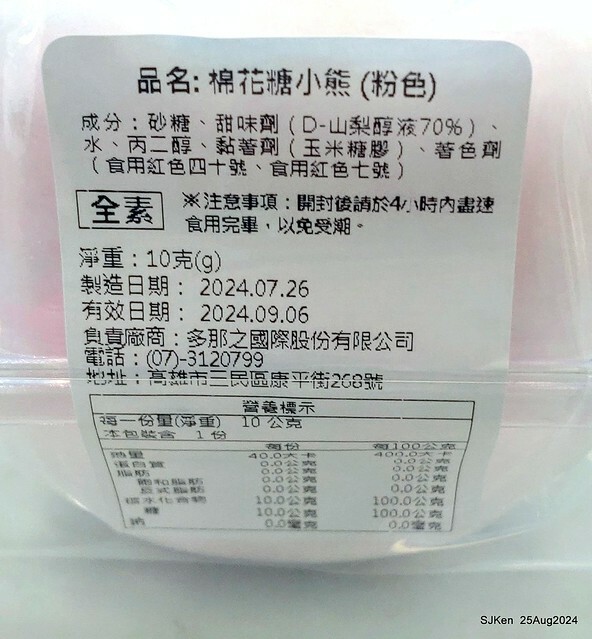 品名: 棉花糖小熊 (粉色)
成分：砂糖、甜味劑（D-山梨醇液70%）、
水、丙二醇、黏著劑（玉米糖膠）、著色劑
（食用紅色四十號、食用紅色七號）
全素
※注意事項：開封後請於4小時內盡速
食用完畢，以免受潮。
淨重：10克(g)
製造日期： 2024.07.26
有效日期： 2024.09.06
負責廠商：多那之國際股份有限公司
電話：(07)-3120799
地址：高雄市三民區康平街268號
營養標示
每一份量(淨重) 10 公克
本包裝含 1 份
每份 每100公克
熱量 40.0大卡 400.0大卡
蛋白質 0.0公克 0.0公克
脂肪 0.0公克 0.0公克
飽和脂肪 0.0公克 0.0公克
反式脂肪 0.0公克 0.0公克
碳水化合物 10.0公克 100.0公克
糖 10.0公克 100.0公克
鈉 0.0毫克 0.0毫克
SJKen 25Aug2024